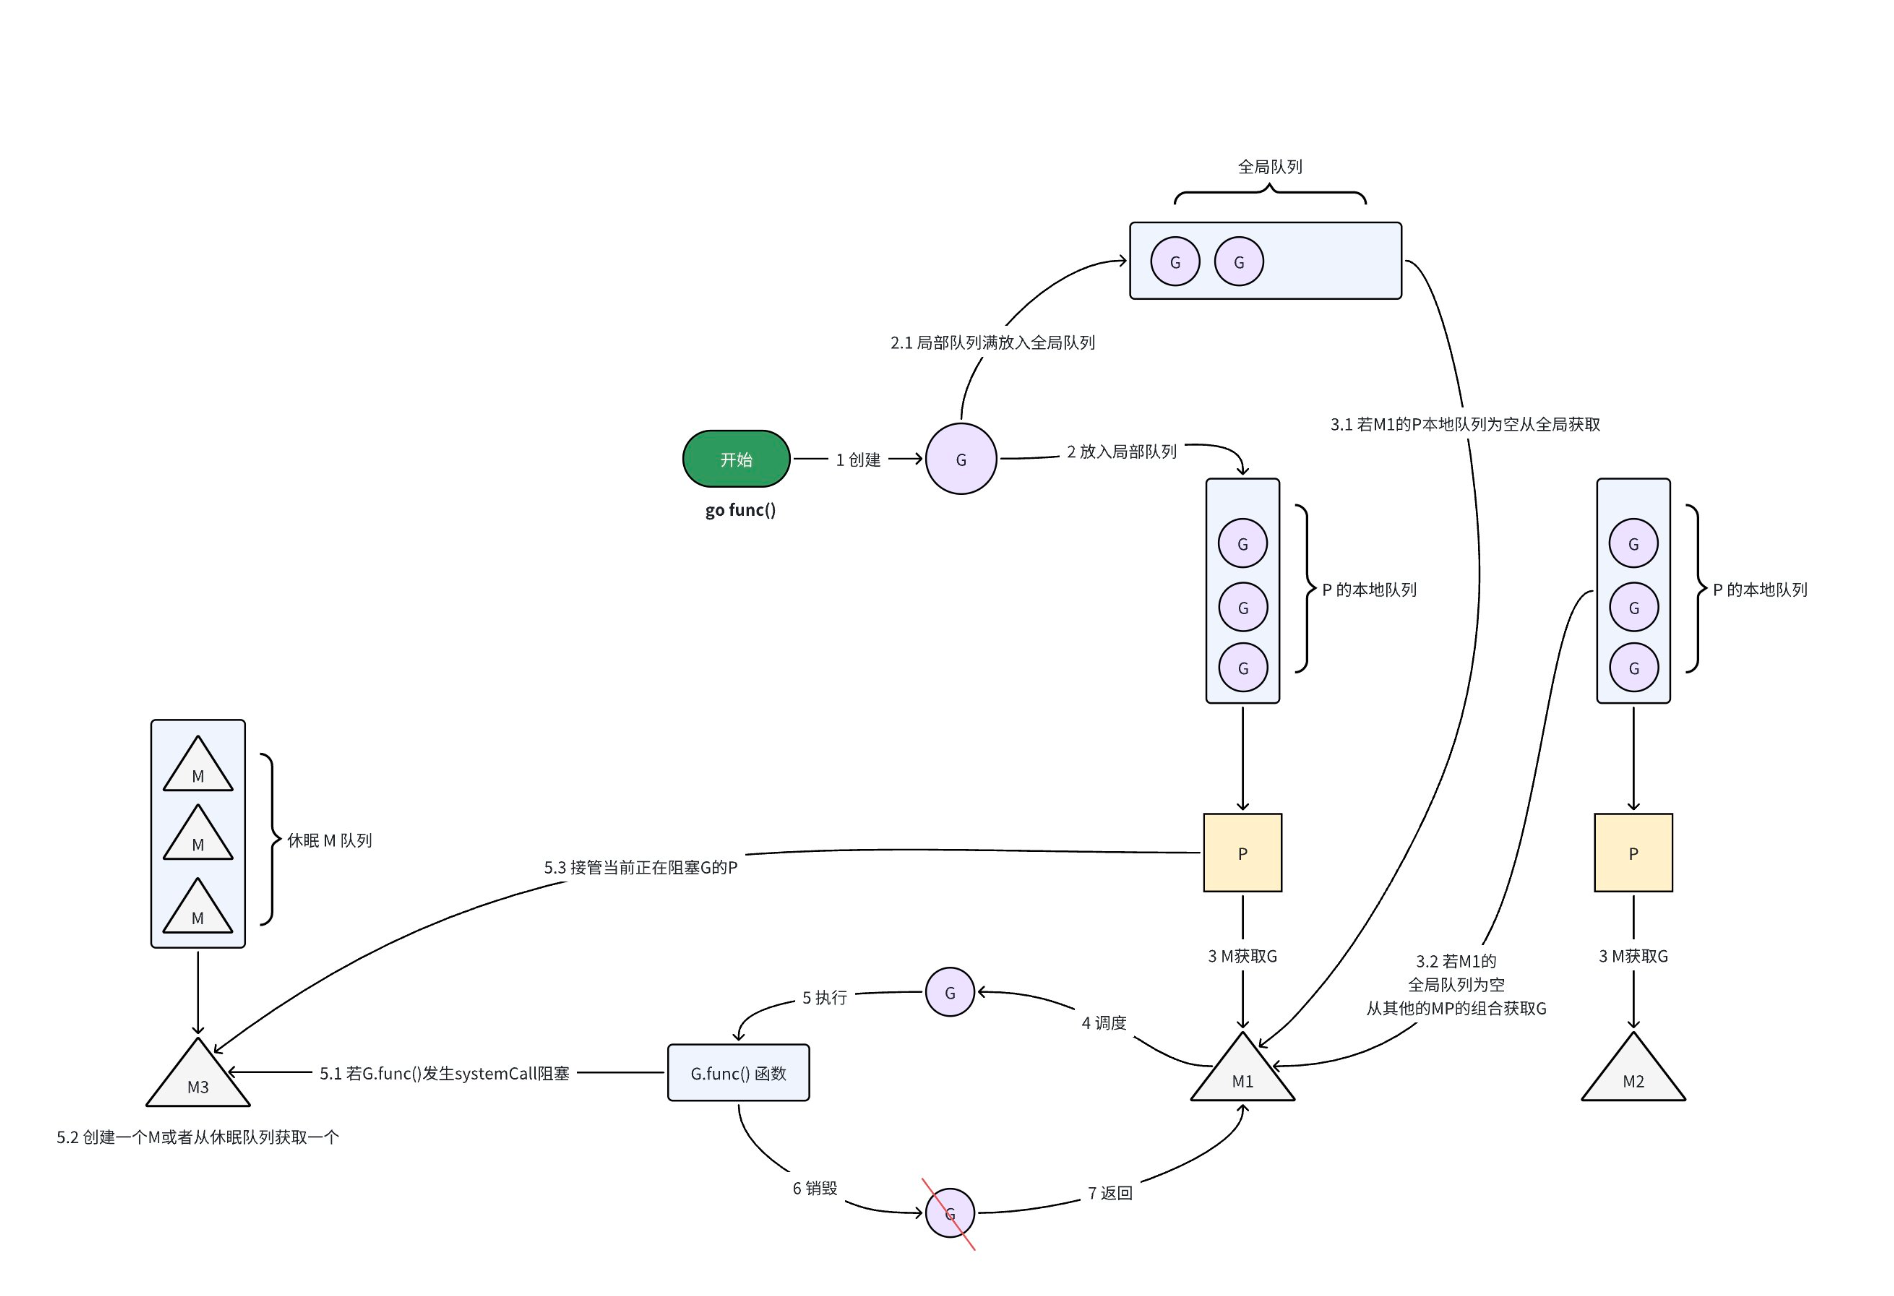 全局队列
G
G
2.1 局部队列满放入全局队列
3.1 若M1的P本地队列为空从全局获取
开始
1 创建
G
2 放入局部队列
go func()
G
G
G
P 的本地队列
G
G
G
P 的本地队列
M
M
M
休眠 M 队列
5.3 接管当前正在阻塞G的P
P
P
3 M获取G
3.2 若M1的
全局队列为空
从其他的MP的组合获取G
3 M获取G
5 执行
G
4 调度
M3
5.1 若G.func()发生systemCall阻塞
G.func() 函数
M1
M2
5.2 创建一个M或者从休眠队列获取一个
6 销毁
G
7 返回